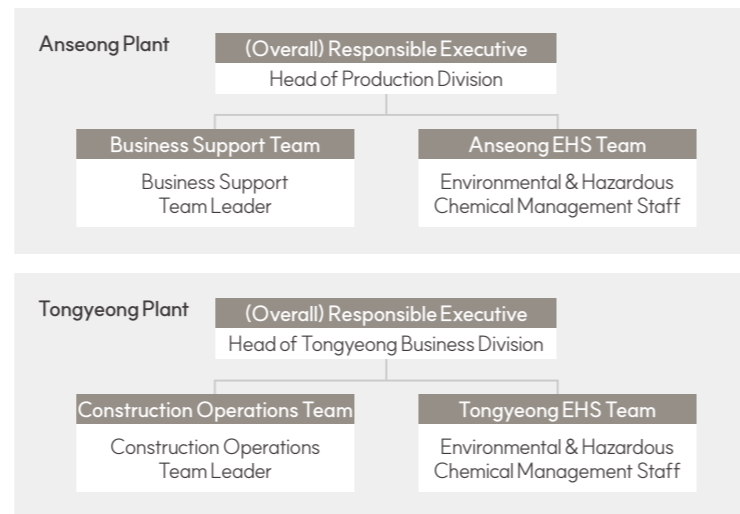 Anseong Plant
(Overall) Responsible Executive
Head of Production Division
Business Support Team
Business Support
Team Leader
Anseong EHS Team
Environmental & Hazardous
Chemical Management Staff
Tongyeong Plant
(Overall) Responsible Executive
Head of Tongyeong Business Division
Construction Operations Team
Construction Operations
Team Leader
Tongyeong EHS Team
Environmental & Hazardous
Chemical Management Staff